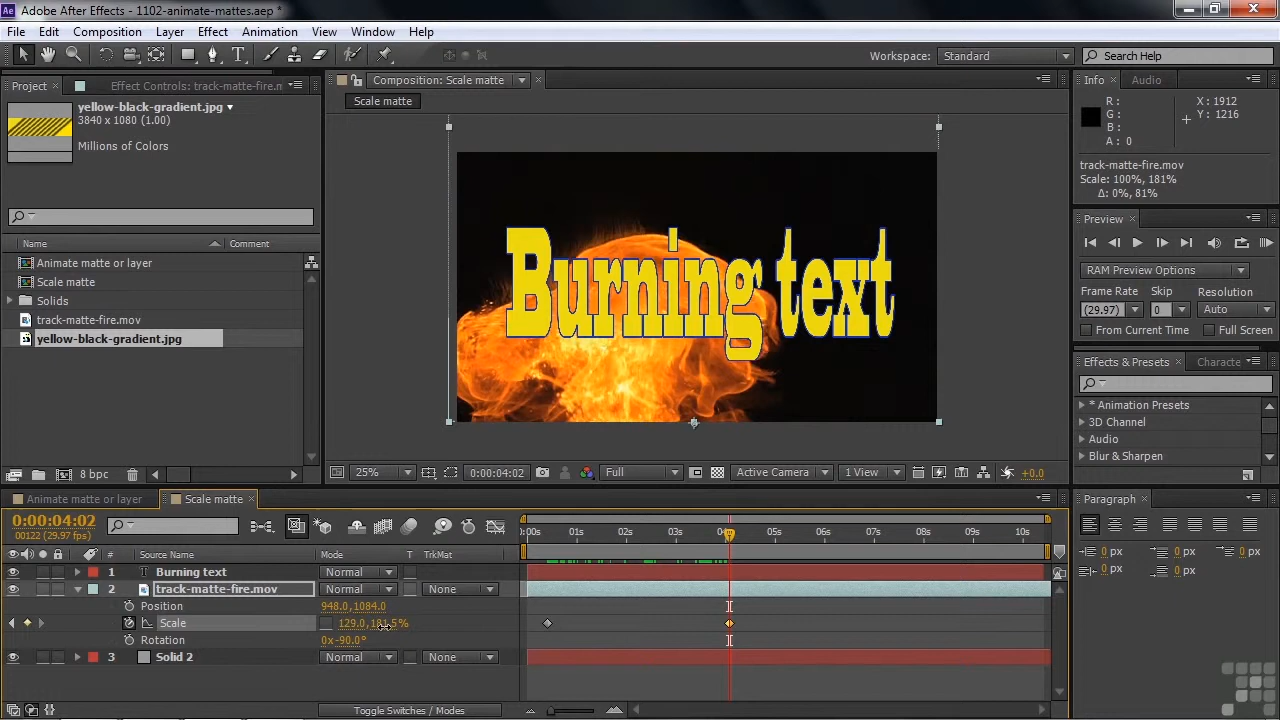 Ae Adobe After Effects - 1102-animate-mattes.aep *
File Edit Composition Layer Effect Animation View Window Help
T Workspace: Standard Search Help
Project Effect Controls: track-matte-fire.m
Composition: Scale matte
Info Audio
yellow-black-gradient.jpg
3840 x 1080 (1.00)
Millions of Colors
Scale matte
R :
G :
B :
A : 0
X : 1912
Y : 1216
track-matte-fire.mov
Scale: 100%, 181%
Δ: 0%, 81%
Preview
Name Comment
Animate matte or layer
Scale matte
Solids
track-matte-fire.mov
yellow-black-gradient.jpg
Burning text
RAM Preview Options
Frame Rate Skip Resolution
(29.97) 0 Auto
From Current Time Full Screen
Effects & Presets Characte
* Animation Presets
3D Channel
Audio
Blur & Sharpen
8 bpc
25% 0:00:04:02 Full Active Camera 1 View +0.0
Animate matte or layer Scale matte
Paragraph
0:00:04:02
00122 (29.97 fps)
:00s 01s 02s 03s 04s 05s 06s 07s 08s 09s 10s
# Source Name Mode T TrkMat
1 T Burning text Normal
2 track-matte-fire.mov Normal None
Position 948.0,1084.0
Scale 129.0,181.5%
Rotation 0x-90.0°
3 Solid 2 Normal None
0 px 0 px 0 px
0 px 0 px
Toggle Switches / Modes